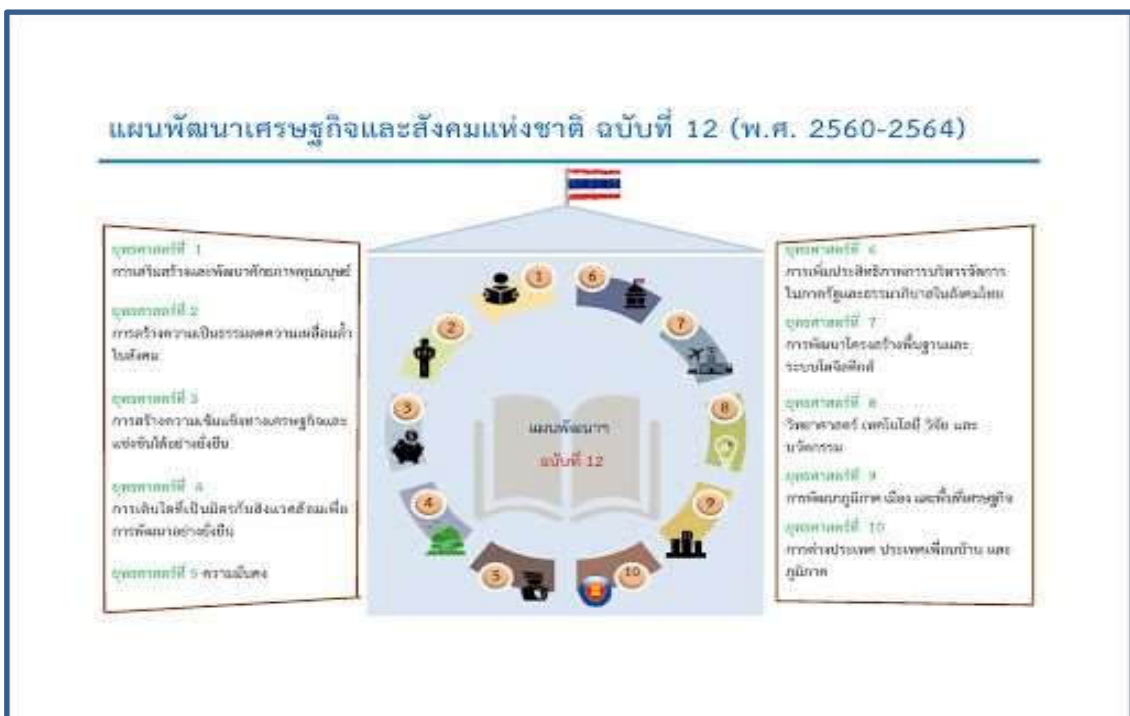 แผนพัฒนาเศรษฐกิจและสังคมแห่งชาติ ฉบับที่ 12 (พ.ศ. 2560-2564)
ยุทธศาสตร์ที่ 1
การเสริมสร้างและพัฒนาศักยภาพทุนมนุษย์
ยุทธศาสตร์ที่ 2
การสร้างความเป็นธรรมลดความเหลื่อมล้ำ
ในสังคม
ยุทธศาสตร์ที่ 3
การสร้างความเข้มแข็งทางเศรษฐกิจและ
แข่งขันได้อย่างยั่งยืน
ยุทธศาสตร์ที่ 4
การเติบโตที่เป็นมิตรกับสิ่งแวดล้อมเพื่อ
การพัฒนาอย่างยั่งยืน
ยุทธศาสตร์ที่ 5 ความมั่นคง
1
2
3
4
5
6
7
8
9
10
แผนพัฒนาฯ
ฉบับที่ 12
ยุทธศาสตร์ที่ 6
การเพิ่มประสิทธิภาพการบริหารจัดการ
ในภาครัฐและธรรมาภิบาลในสังคมไทย
ยุทธศาสตร์ที่ 7
การพัฒนาโครงสร้างพื้นฐานและ
ระบบโลจิสติกส์
ยุทธศาสตร์ที่ 8
วิทยาศาสตร์ เทคโนโลยี วิจัย และ
นวัตกรรม
ยุทธศาสตร์ที่ 9
การพัฒนาภูมิภาค เมือง และพื้นที่เศรษฐกิจ
ยุทธศาสตร์ที่ 10
การต่างประเทศ ประเทศเพื่อนบ้าน และ
ภูมิภาค